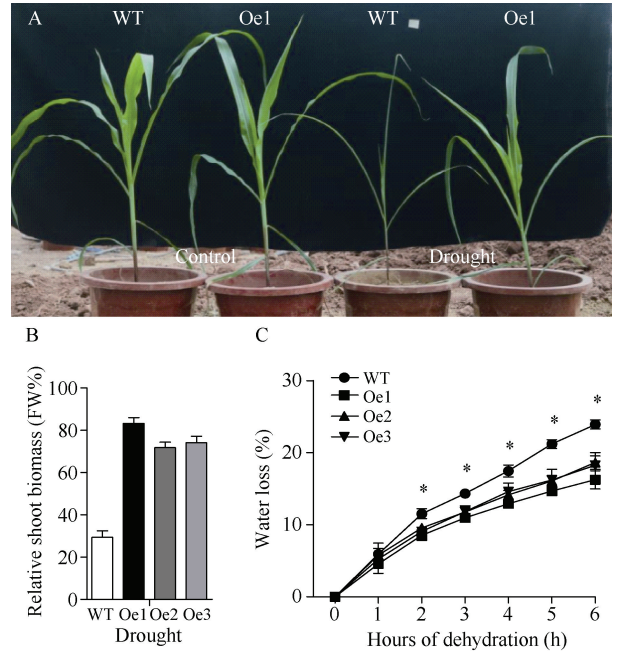 A WT Oe1 WT Oe1
Control Drought
B
Relative shoot biomass (FW%)
100
80
60
40
20
0
WT Oe1 Oe2 Oe3
Drought
C
WT
Oe1
Oe2
Oe3
Water loss (%)
30
20
10
0
* * * * *
0 1 2 3 4 5 6
Hours of dehydration (h)